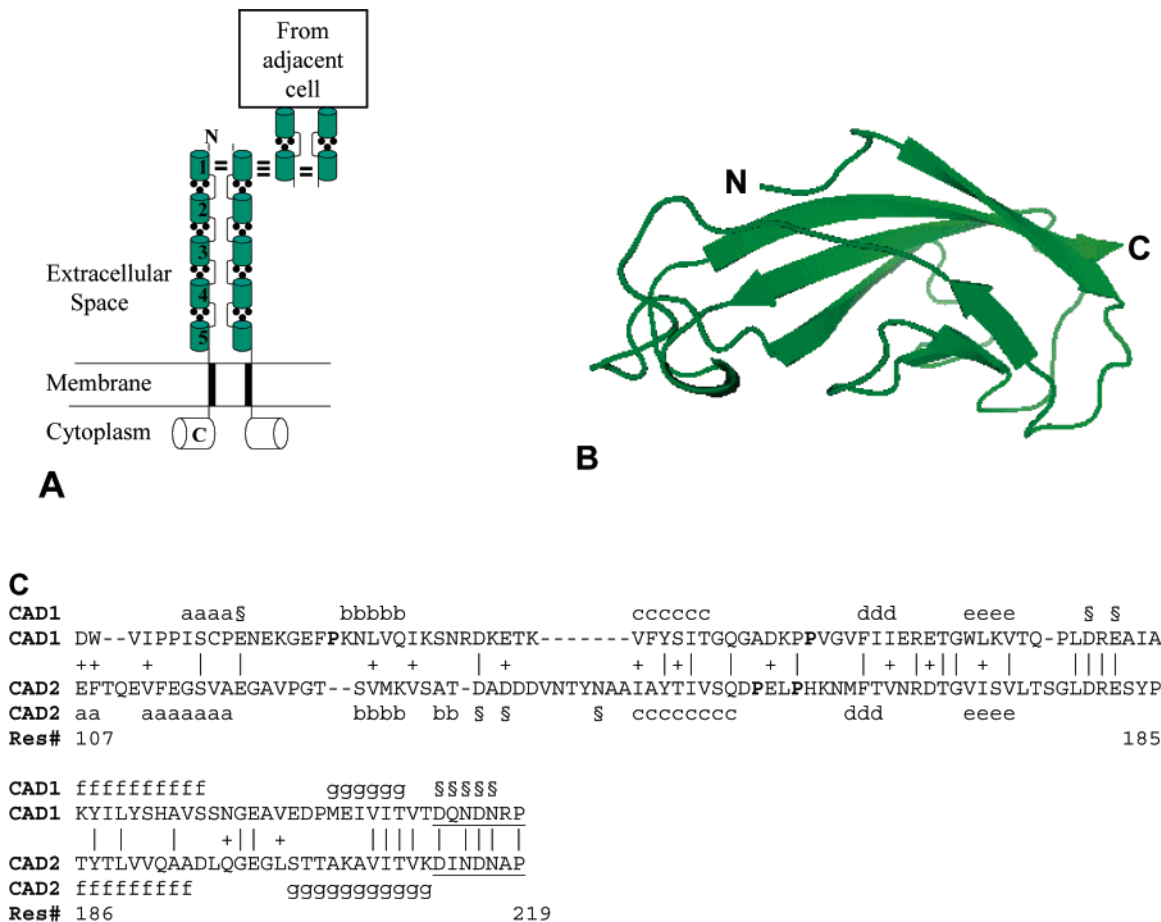 From
adjacent
cell
N
1
2
3
4
5
Extracellular
Space
Membrane
Cytoplasm
C
A
N
C
B
C
CAD1 aaaa§ bbbbb cccccc ddd eeee § §
CAD1 DW--VIPPISCPENEKGEFPKNLVQIKSNRDKETK-------VFYSITGQGADKPPVGVFIIERETGWLKVTQ-PLDREAIA
++ + | | + + | + + |+ | | + | | + |+|| + | ||||
CAD2 EFTQEVFEGSVAEGAVPGT--SVMKVSAT-DADDDVNTYNAAIAYTIVSQDPELPHKNMFTVNRDTGVISVLTSGLDRESYP
CAD2 aa aaaaaaa bbbb bb § § § cccccccc ddd eeee
Res# 107 185
CAD1 ffffffffff gggggg §§§§§
CAD1 KYILYSHAVSSNGEAVEDPMEIVITVTDQNDNRP
| | | +|| + |||| | ||| |
CAD2 TYTLVVQAADLQGEGLSTTAKAVITVKDINDNAP
CAD2 fffffffff ggggggggggg
Res# 186 219